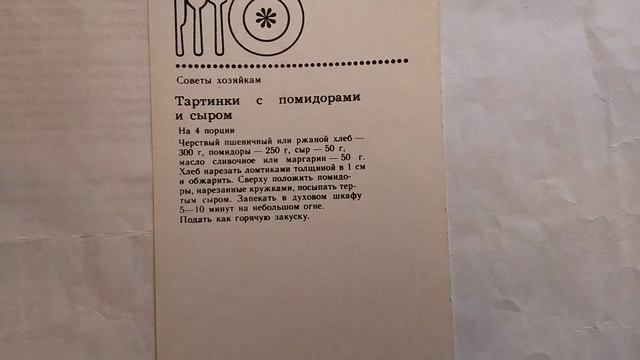 Советы хозяйкам
Тартинки с помидорами
и сыром
На 4 порции
Черствый пшеничный или ржаной хлеб —
300 г, помидоры — 250 г, сыр — 50 г,
масло сливочное или маргарин — 50 г.
Хлеб нарезать ломтиками толщиной в 1 см
и обжарить. Сверху положить помидо-
ры, нарезанные кружками, посыпать тер-
тым сыром. Запекать в духовом шкафу
5—10 минут на небольшом огне.
Подать как горячую закуску.